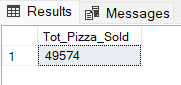 Results Messages
Tot_Pizza_Sold
1 49574